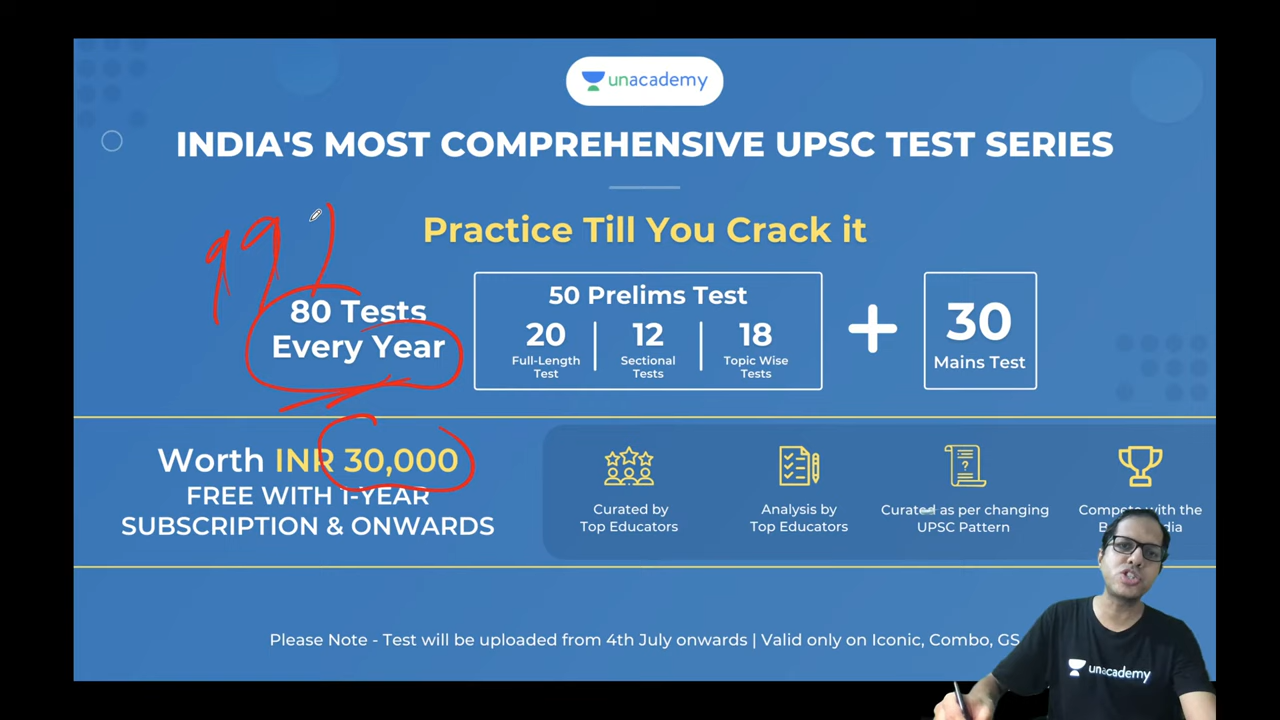 unacademy
INDIA'S MOST COMPREHENSIVE UPSC TEST SERIES
Practice Till You Crack it
80 Tests
Every Year
50 Prelims Test
20
Full-Length
Test
12
Sectional
Tests
18
Topic Wise
Tests
+
30
Mains Test
Worth INR 30,000
FREE WITH 1-YEAR
SUBSCRIPTION & ONWARDS
Curated by
Top Educators
Analysis by
Top Educators
?
Curated as per changing
UPSC Pattern
Compete with the
Please Note - Test will be uploaded from 4th July onwards | Valid only on Iconic, Combo, GS
unacademy